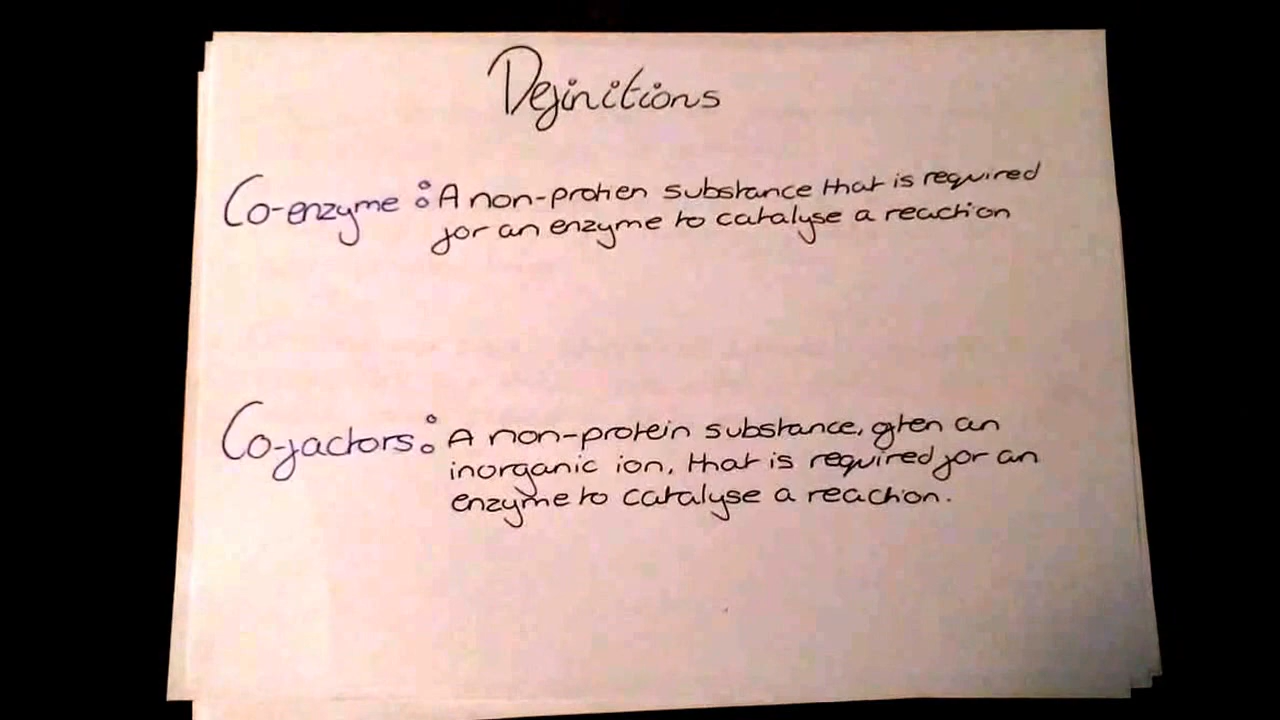 Definitions
Co-enzyme : A non-protien substance that is required
for an enzyme to catalyse a reaction
Co-factors: A non-protein substance, often an
inorganic ion, that is required for an
enzyme to catalyse a reaction.